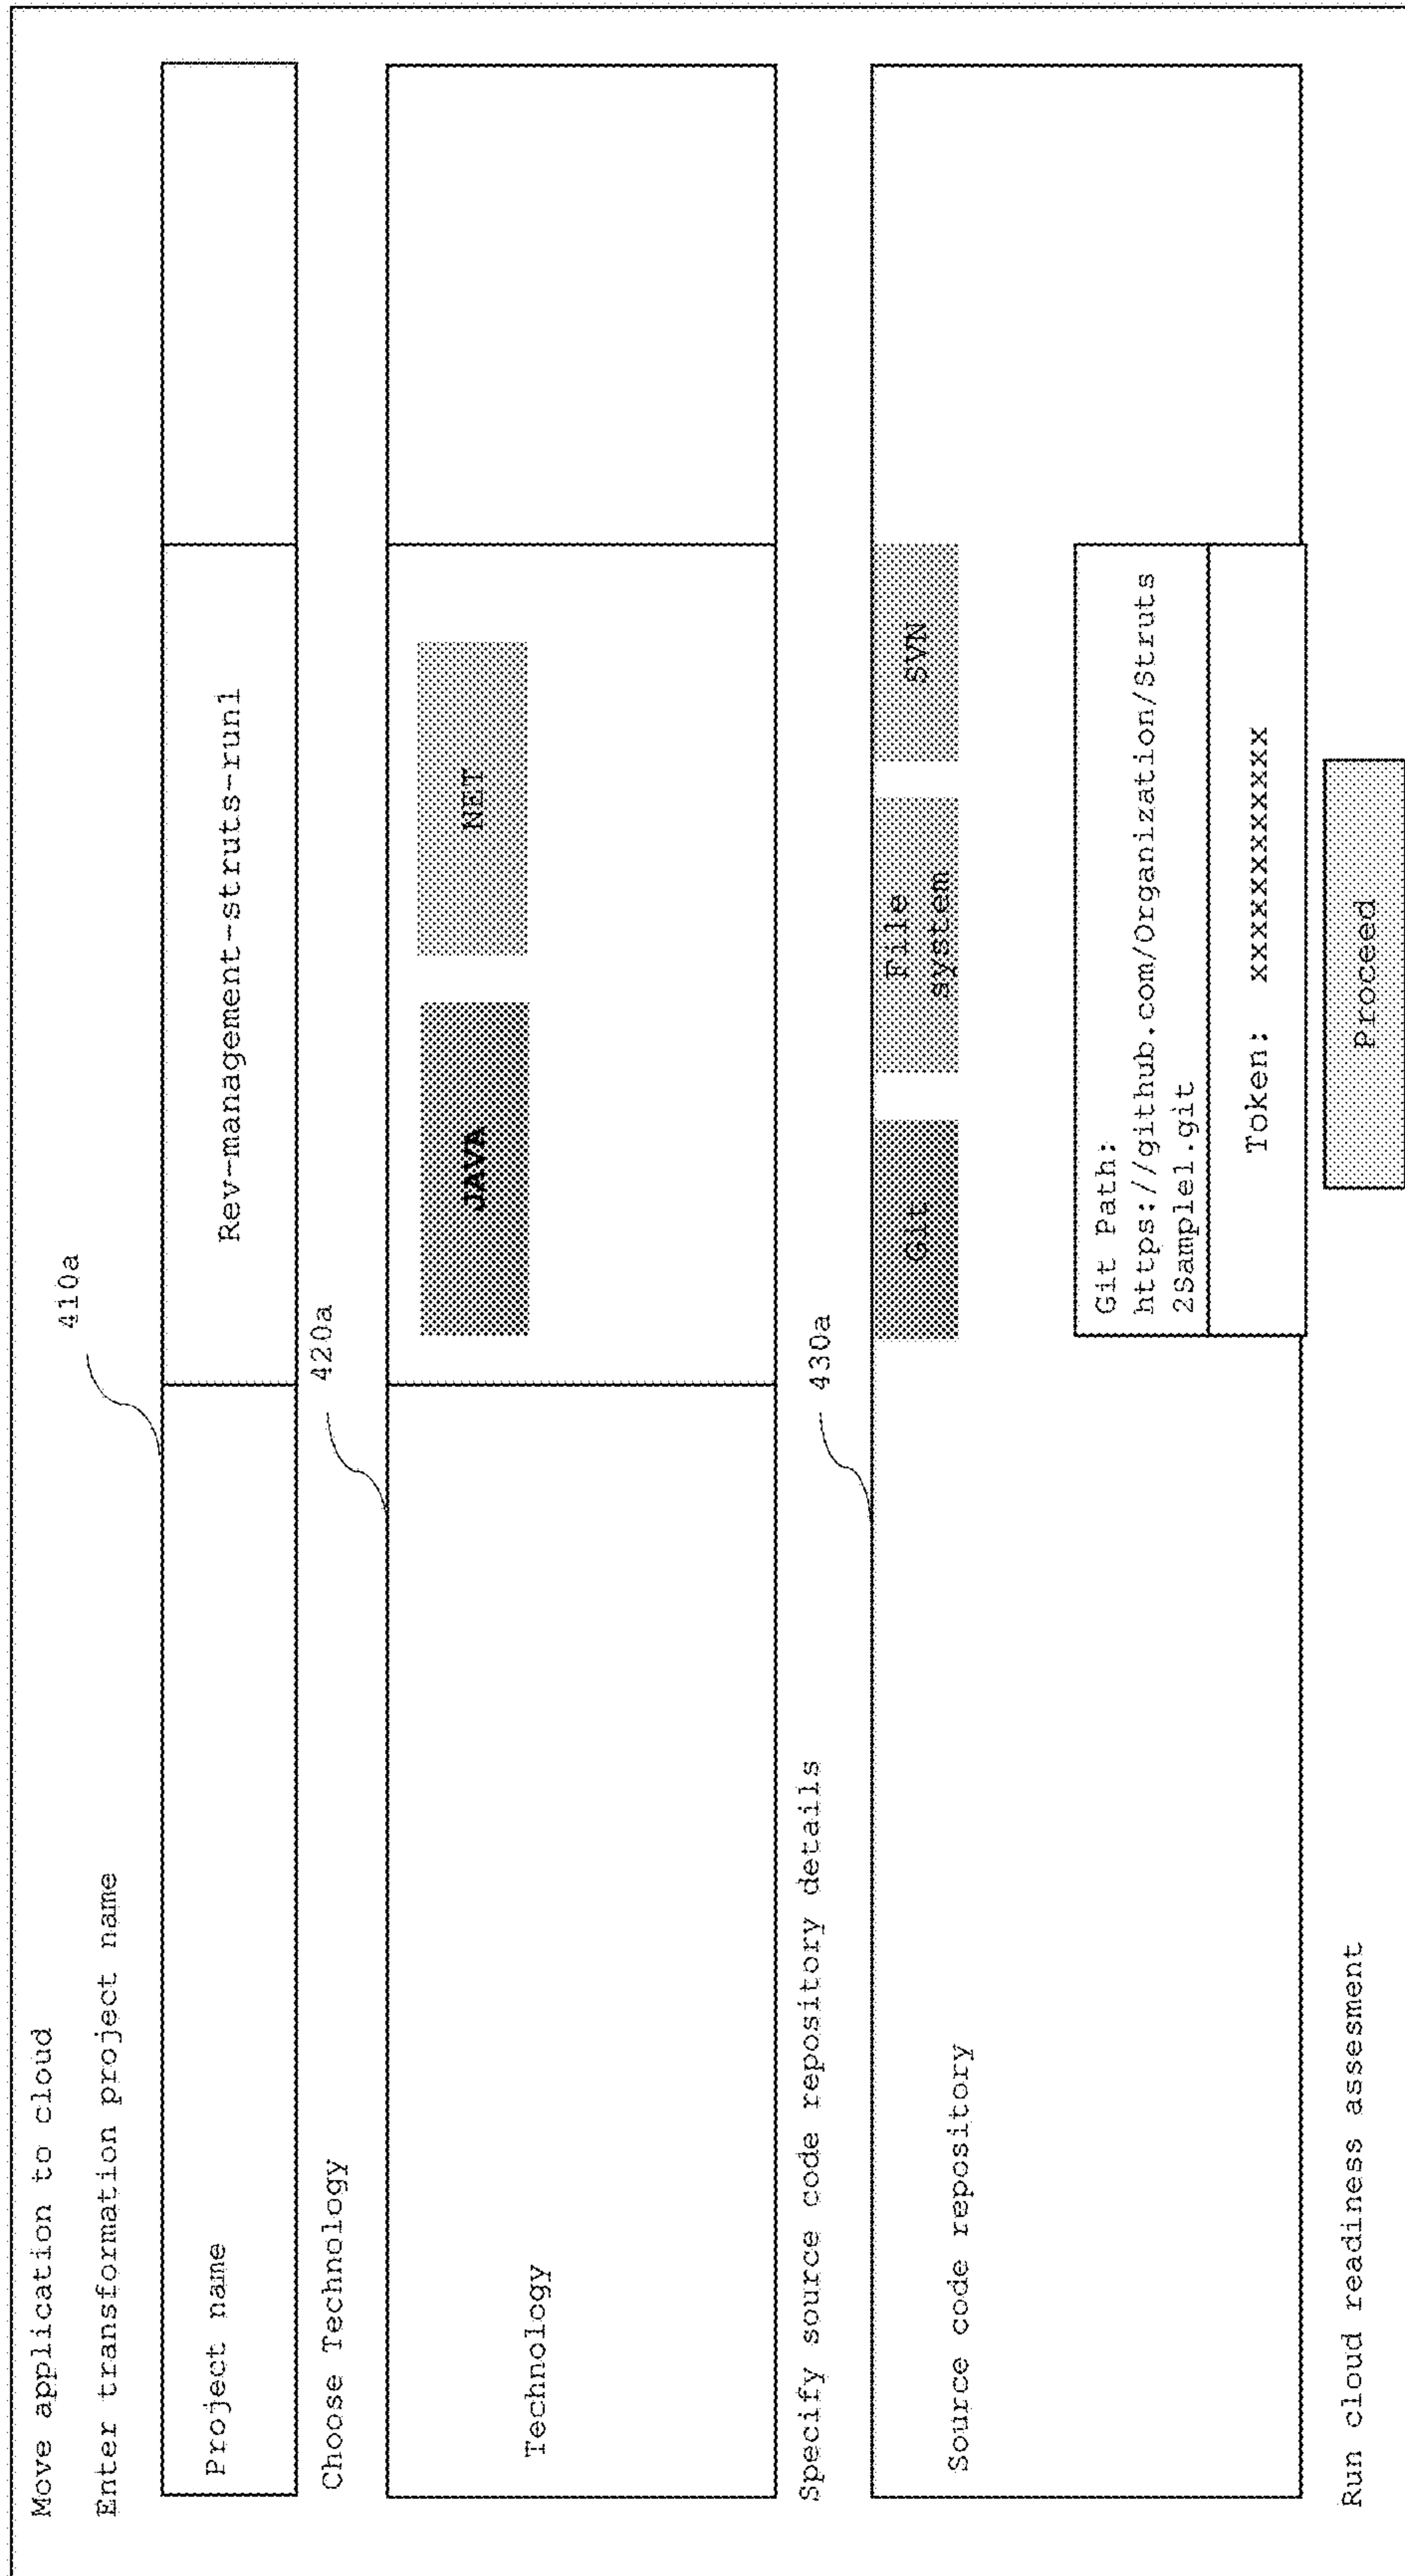 Move application to cloud
Enter transformation project name
410a
Project name
Rev-management-struts-run1
Choose Technology
420a
Technology
JAVA
NET
Specify source code repository details
430a
Source code repository
Git
File
system
SVN
Git Path:
https://github.com/Organization/Struts
2Sample1.git
Token: xxxxxxxxxxxx
Run cloud readiness assesment
Proceed